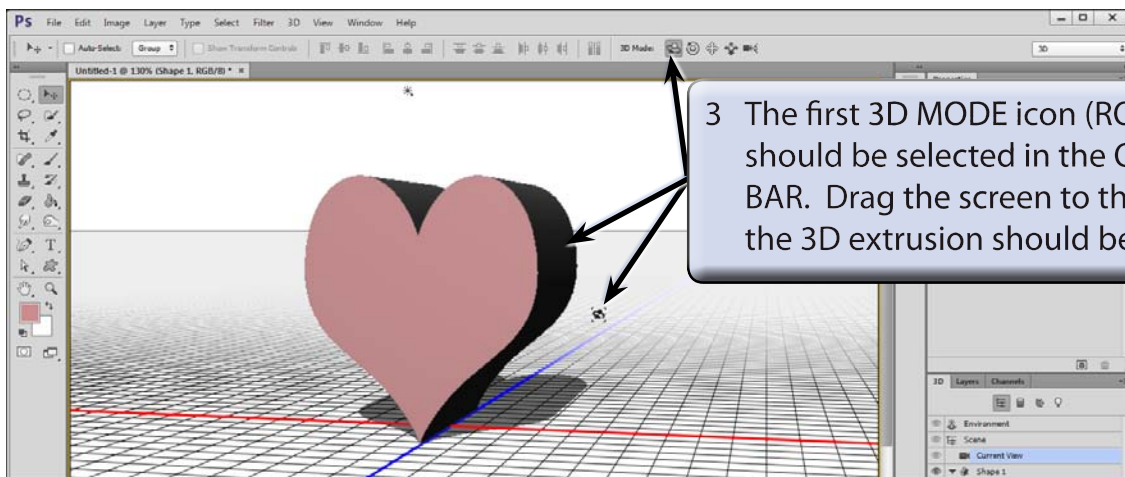 Ps File Edit Image Layer Type Select Filter 3D View Window Help
Auto-Select: Group Show Transform Controls 3D Mode: 3D
Untitled-1 @ 130% (Shape 1, RGB/8) * ×
Properties
3 The first 3D MODE icon (RO
should be selected in the O
BAR. Drag the screen to th
the 3D extrusion should be
3D Layers Channels
Environment
Scene
Current View
Shape 1